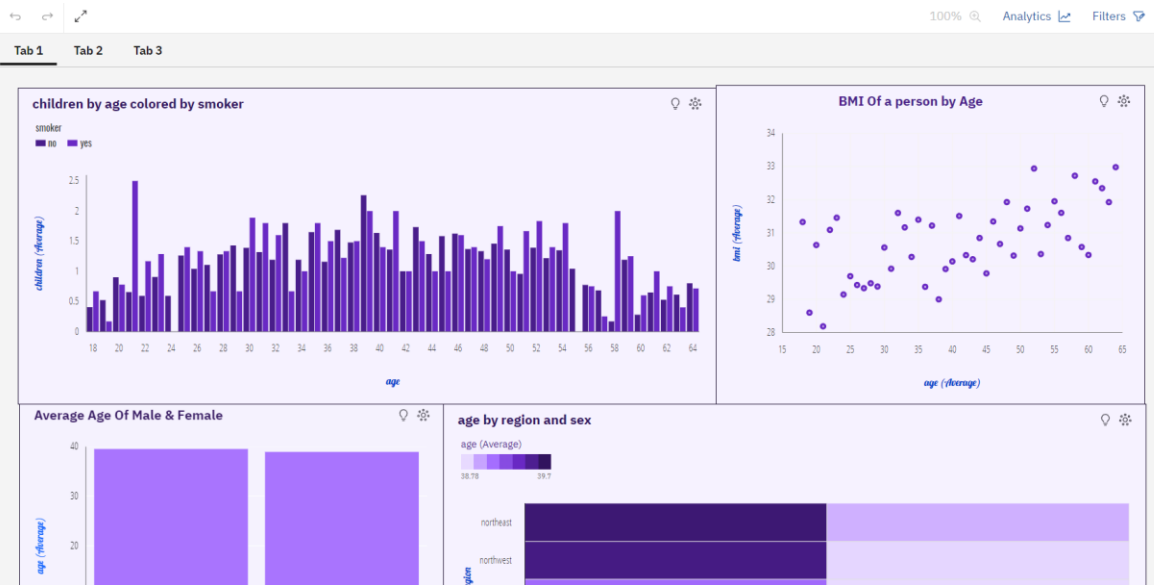 100% Analytics Filters
Tab 1 Tab 2 Tab 3
children by age colored by smoker
smoker
no yes
2.5
2
1.5
1
0.5
0
children (Average)
18 20 22 24 26 28 30 32 34 36 38 40 42 44 46 48 50 52 54 56 58 60 62 64
age
BMI Of a person by Age
34
33
32
31
30
29
28
bmi (Average)
15 20 25 30 35 40 45 50 55 60 65
age (Average)
Average Age Of Male & Female
40
30
20
age (Average)
age by region and sex
age (Average)
38.78 39.7
northeast
northwest